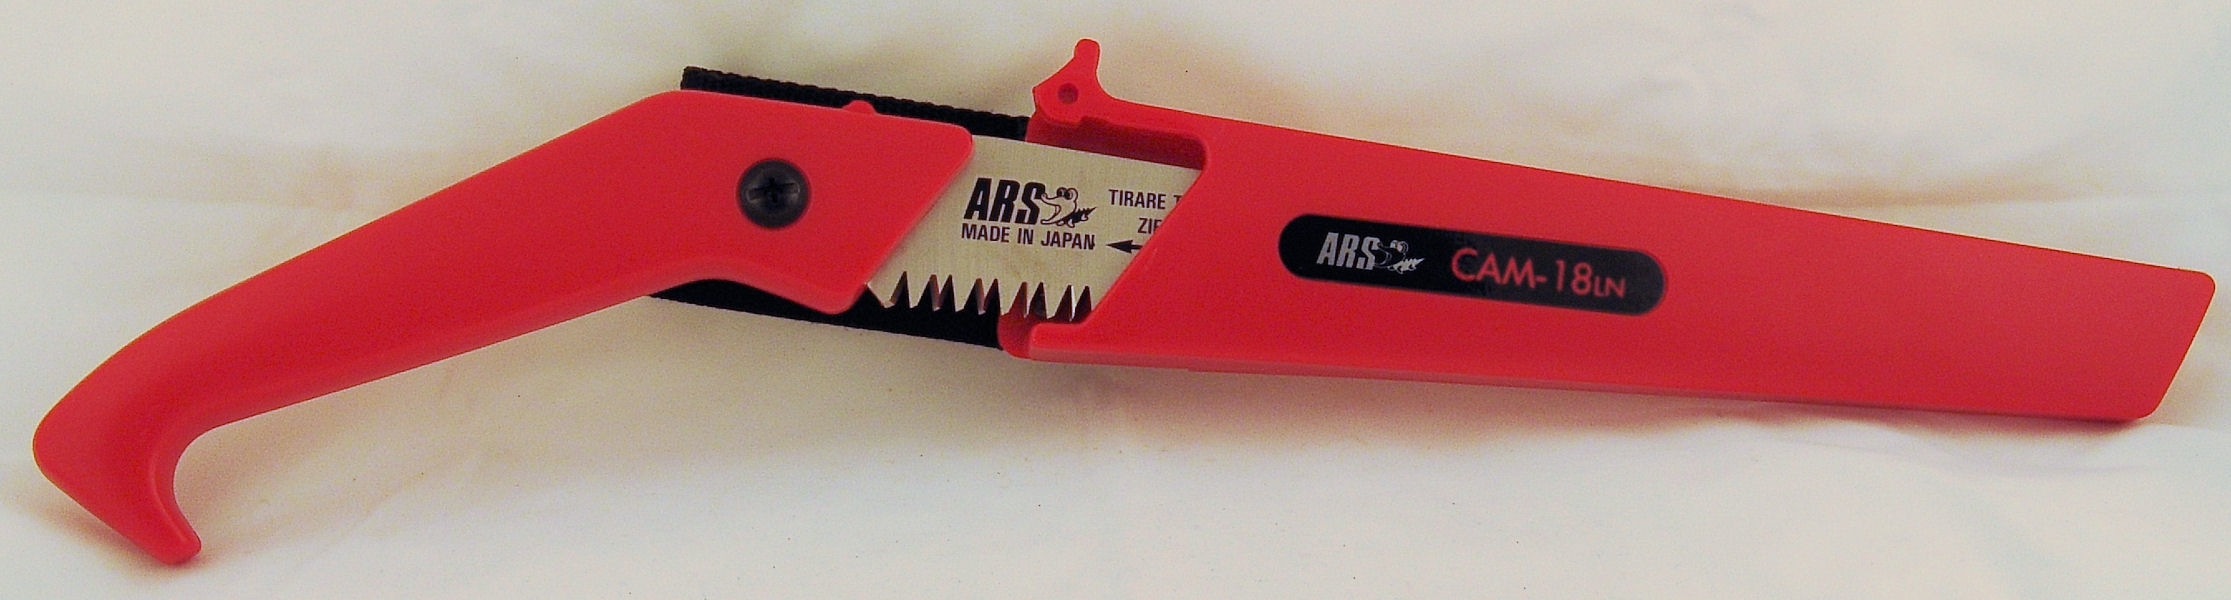 ARS
MADE IN JAPAN
TIRARE
ARS
CAM-18LN